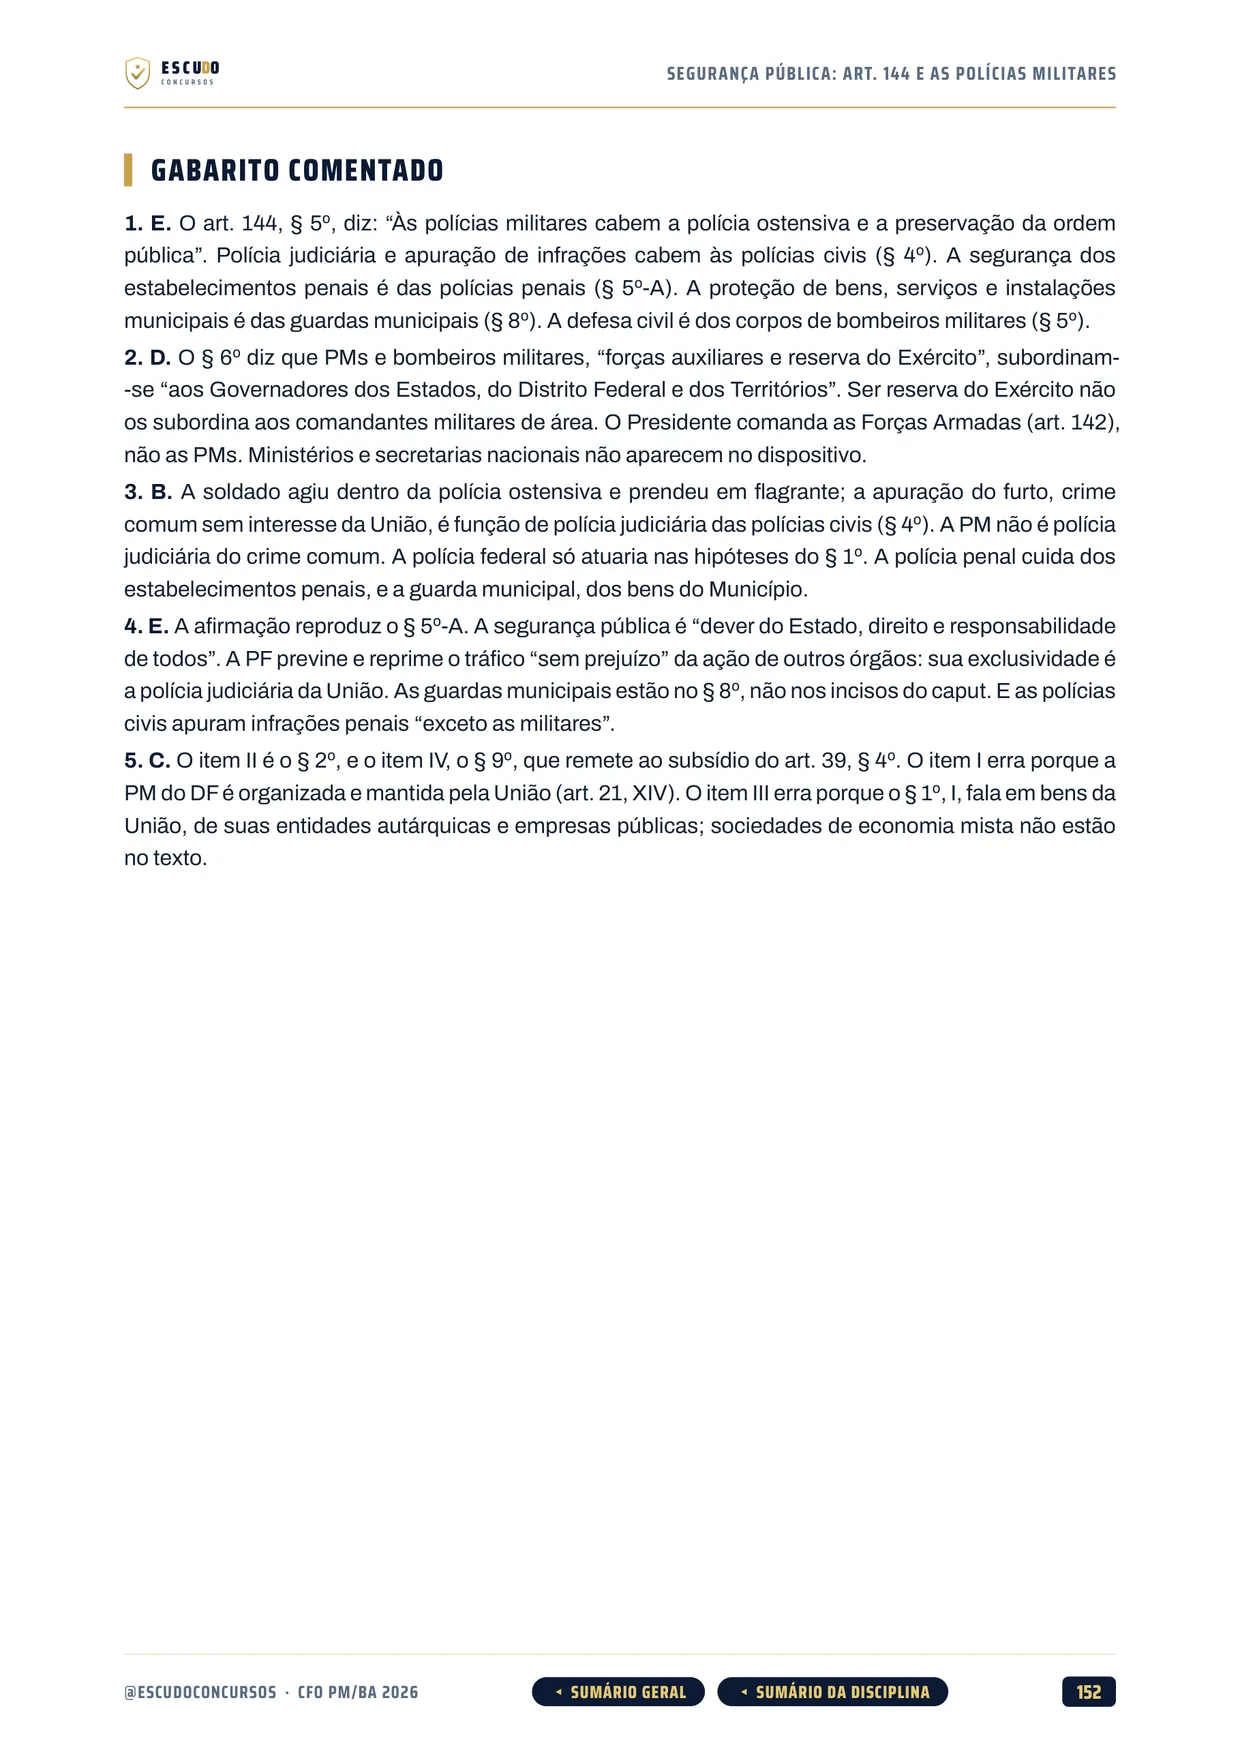 ESCUDO
CONCURSOS
SEGURANÇA PÚBLICA: ART. 144 E AS POLÍCIAS MILITARES
GABARITO COMENTADO
1. E. O art. 144, § 5º, diz: “Às polícias militares cabem a polícia ostensiva e a preservação da ordem
pública”. Polícia judiciária e apuração de infrações cabem às polícias civis (§ 4º). A segurança dos
estabelecimentos penais é das polícias penais (§ 5º-A). A proteção de bens, serviços e instalações
municipais é das guardas municipais (§ 8º). A defesa civil é dos corpos de bombeiros militares (§ 5º).
2. D. O § 6º diz que PMs e bombeiros militares, “forças auxiliares e reserva do Exército”, subordinam-
-se “aos Governadores dos Estados, do Distrito Federal e dos Territórios”. Ser reserva do Exército não
os subordina aos comandantes militares de área. O Presidente comanda as Forças Armadas (art. 142),
não as PMs. Ministérios e secretarias nacionais não aparecem no dispositivo.
3. B. A soldado agiu dentro da polícia ostensiva e prendeu em flagrante; a apuração do furto, crime
comum sem interesse da União, é função de polícia judiciária das polícias civis (§ 4º). A PM não é polícia
judiciária do crime comum. A polícia federal só atuaria nas hipóteses do § 1º. A polícia penal cuida dos
estabelecimentos penais, e a guarda municipal, dos bens do Município.
4. E. A afirmação reproduz o § 5º-A. A segurança pública é “dever do Estado, direito e responsabilidade
de todos”. A PF previne e reprime o tráfico “sem prejuízo” da ação de outros órgãos: sua exclusividade é
a polícia judiciária da União. As guardas municipais estão no § 8º, não nos incisos do caput. E as polícias
civis apuram infrações penais “exceto as militares”.
5. C. O item II é o § 2º, e o item IV, o § 9º, que remete ao subsídio do art. 39, § 4º. O item I erra porque a
PM do DF é organizada e mantida pela União (art. 21, XIV). O item III erra porque o § 1º, I, fala em bens da
União, de suas entidades autárquicas e empresas públicas; sociedades de economia mista não estão
no texto.
@ESCUDOCONCURSOS · CFO PM/BA 2026
SUMÁRIO GERAL
SUMÁRIO DA DISCIPLINA
152